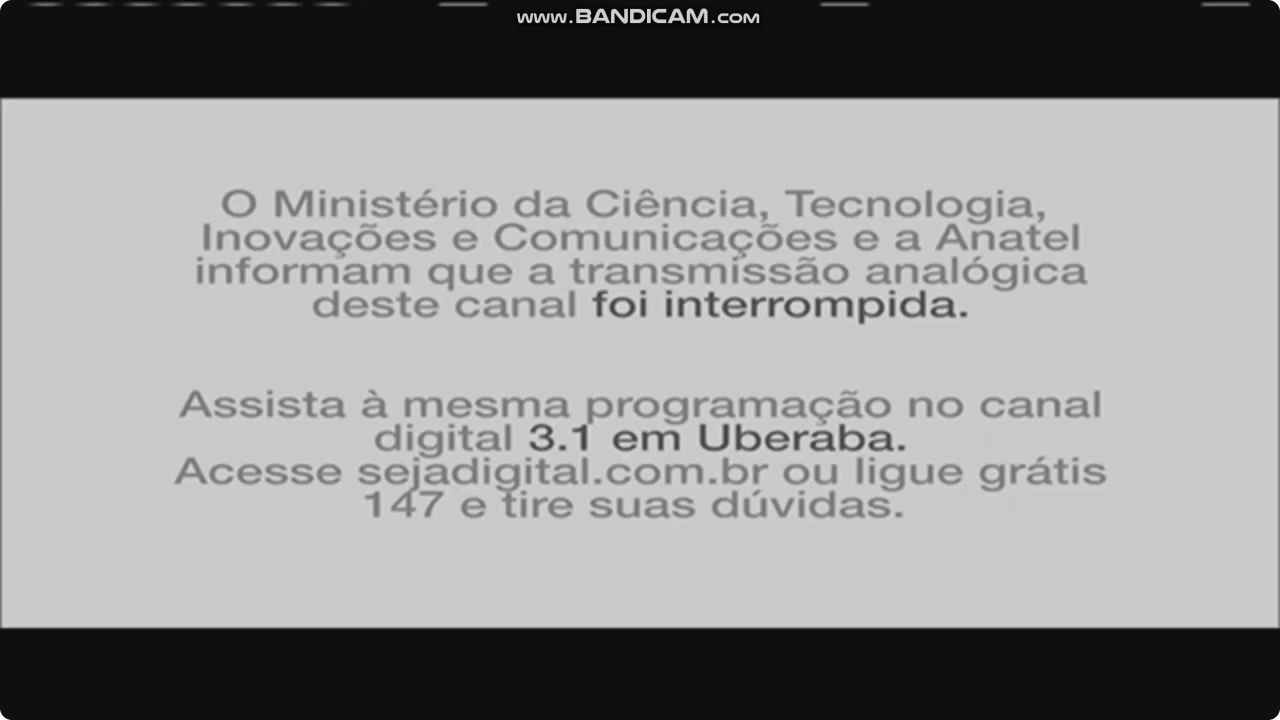 www.BANDICAM.com
O Ministério da Ciência, Tecnologia,
Inovações e Comunicações e a Anatel
informam que a transmissão analógica
deste canal foi interrompida.
Assista à mesma programação no canal
digital 3.1 em Uberaba.
Acesse sejadigital.com.br ou ligue grátis
147 e tire suas dúvidas.